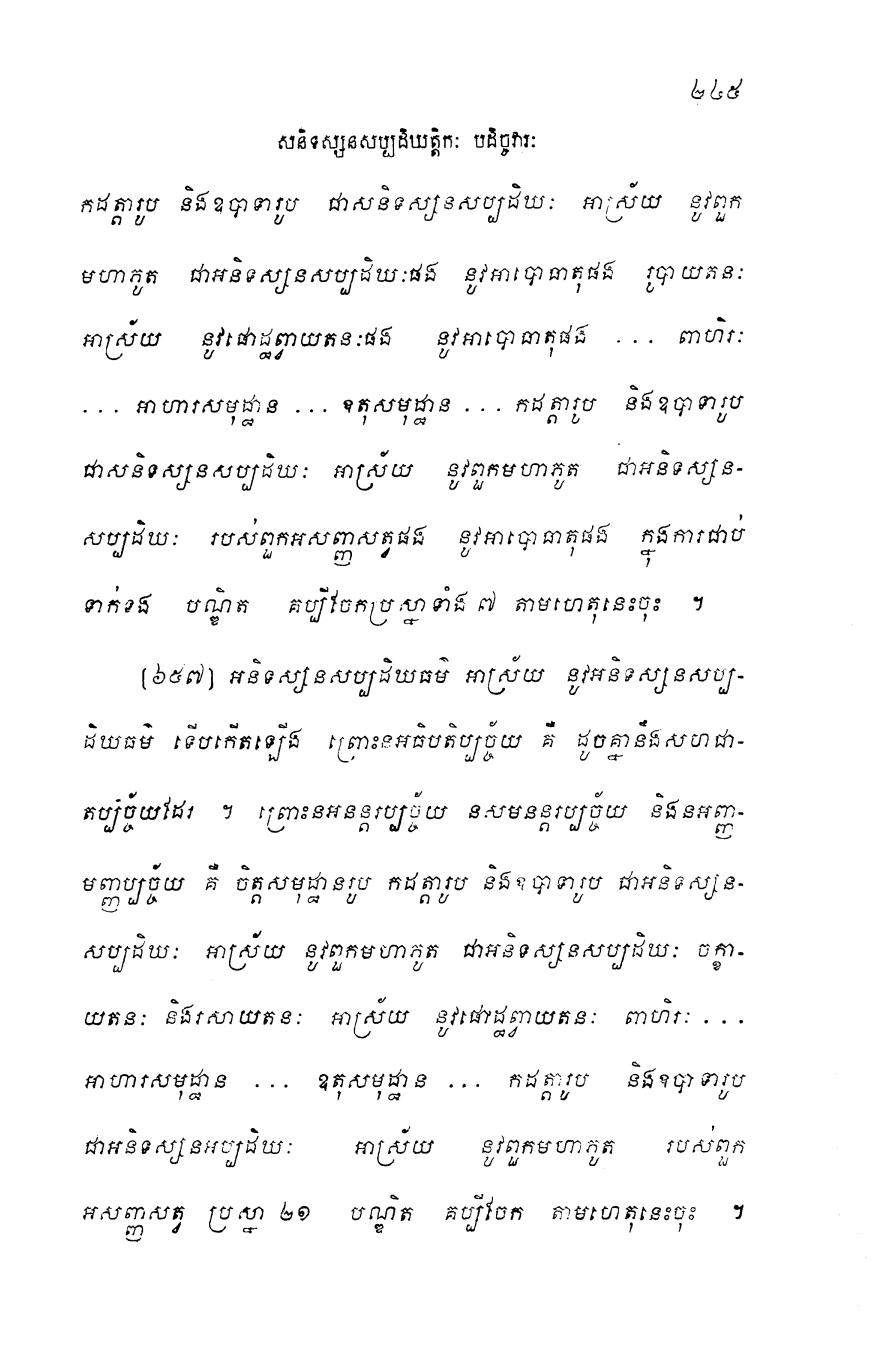 ២៤៥
សនិទស្សនសប្បដិឃត្តិកៈ បដិច្ចវារៈ
កដត្តារូប និងឧបាទារូប ជាសនិទស្សនសប្បដិឃៈ អាស្រ័យ នូវពួក
មហាភូត ជាអនិទស្សនសប្បដិឃៈផង នូវអាបោធាតុផង រូបាយតនៈ
អាស្រ័យ នូវផោដ្ឋព្វាយតនៈផង នូវអាបោធាតុផង ... ពាហិរៈ
... អាហារសមុដ្ឋាន ... ឧតុសមុដ្ឋាន ... កដត្តារូប និងឧបាទារូប
ជាសនិទស្សនសប្បដិឃៈ អាស្រ័យ នូវពួកមហាភូត ជាអនិទស្សន-
សប្បដិឃៈ របស់ពួកអសញ្ញសត្វផង នូវអាបោធាតុផង ក្នុងការជាប់
ទាក់ទង បណ្ឌិត គប្បីចែកប្រស្នាទាំង ៧ តាមហេតុនេះចុះ ។
[៦៥៧] អនិទស្សនសប្បដិឃធម៌ អាស្រ័យ នូវអនិទស្សនសប្ប-
ដិឃធម៌ ទើបកើតឡើង ព្រោះនអធិបតិប្បច្ច័យ គឺ ដូចគ្នានឹងសហជា-
តប្បច្ច័យដែរ ។ ព្រោះនអនន្តរប្បច្ច័យ នសមនន្តរប្បច្ច័យ និងនអញ្ញ-
មញ្ញប្បច្ច័យ គឺ ចិត្តសមុដ្ឋានរូប កដត្តារូប និងឧបាទារូប ជាអនិទស្សន-
សប្បដិឃៈ អាស្រ័យ នូវពួកមហាភូត ជាអនិទស្សនសប្បដិឃៈ ចក្ខា-
យតនៈ និងរសាយតនៈ អាស្រ័យ នូវផោដ្ឋព្វាយតនៈ ពាហិរៈ ...
អាហារសមុដ្ឋាន ... ឧតុសមុដ្ឋាន ... កដត្តារូប និងឧបាទារូប
ជាអនិទស្សនអប្បដិឃៈ អាស្រ័យ នូវពួកមហាភូត របស់ពួក
អសញ្ញសត្វ ប្រស្នា ២១ បណ្ឌិត គប្បីចែក តាមហេតុនេះចុះ ។